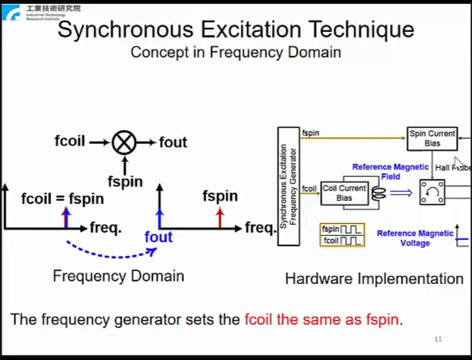 工業技術研究院
Industrial Technology
Research Institute
Synchronous Excitation Technique
Concept in Frequency Domain
fcoil
fout
fspin
fcoil = fspin
freq.
fout
fspin
freq.
Frequency Domain
Synchronous Excitation
Frequency Generator
fspin
Spin Current
Bias
Reference Magnetic
Field
fcoil
Coil Current
Bias
fspin
fcoil
Reference Magnetic
Voltage
Hardware Implementation
The frequency generator sets the fcoil the same as fspin.
11